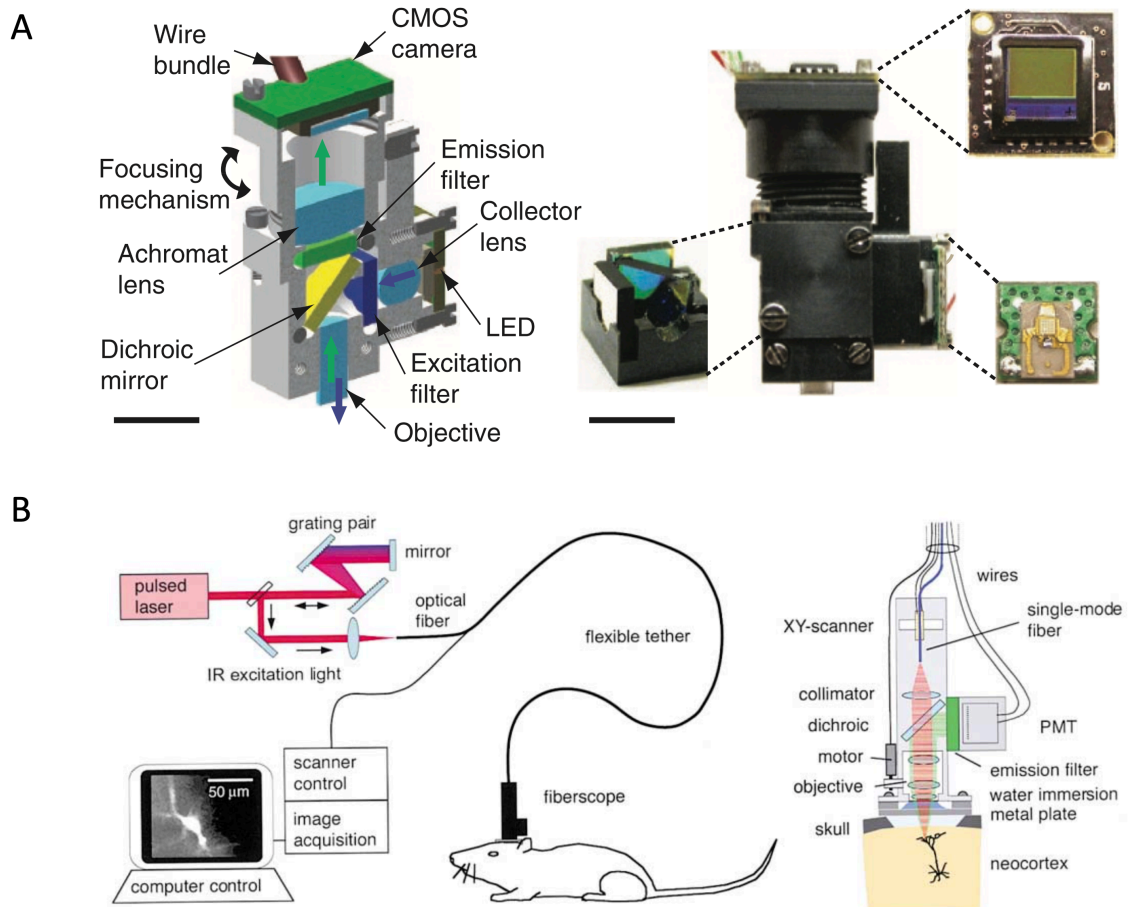 A
Wire
bundle
CMOS
camera
Focusing
mechanism
Emission
filter
Collector
lens
Achromat
lens
LED
Dichroic
mirror
Excitation
filter
Objective
B
grating pair
mirror
pulsed
laser
optical
fiber
IR excitation light
flexible tether
scanner
control
image
acquisition
50 µm
computer control
fiberscope
wires
XY-scanner
single-mode
fiber
collimator
dichroic
PMT
motor
emission filter
objective
water immersion
metal plate
skull
neocortex